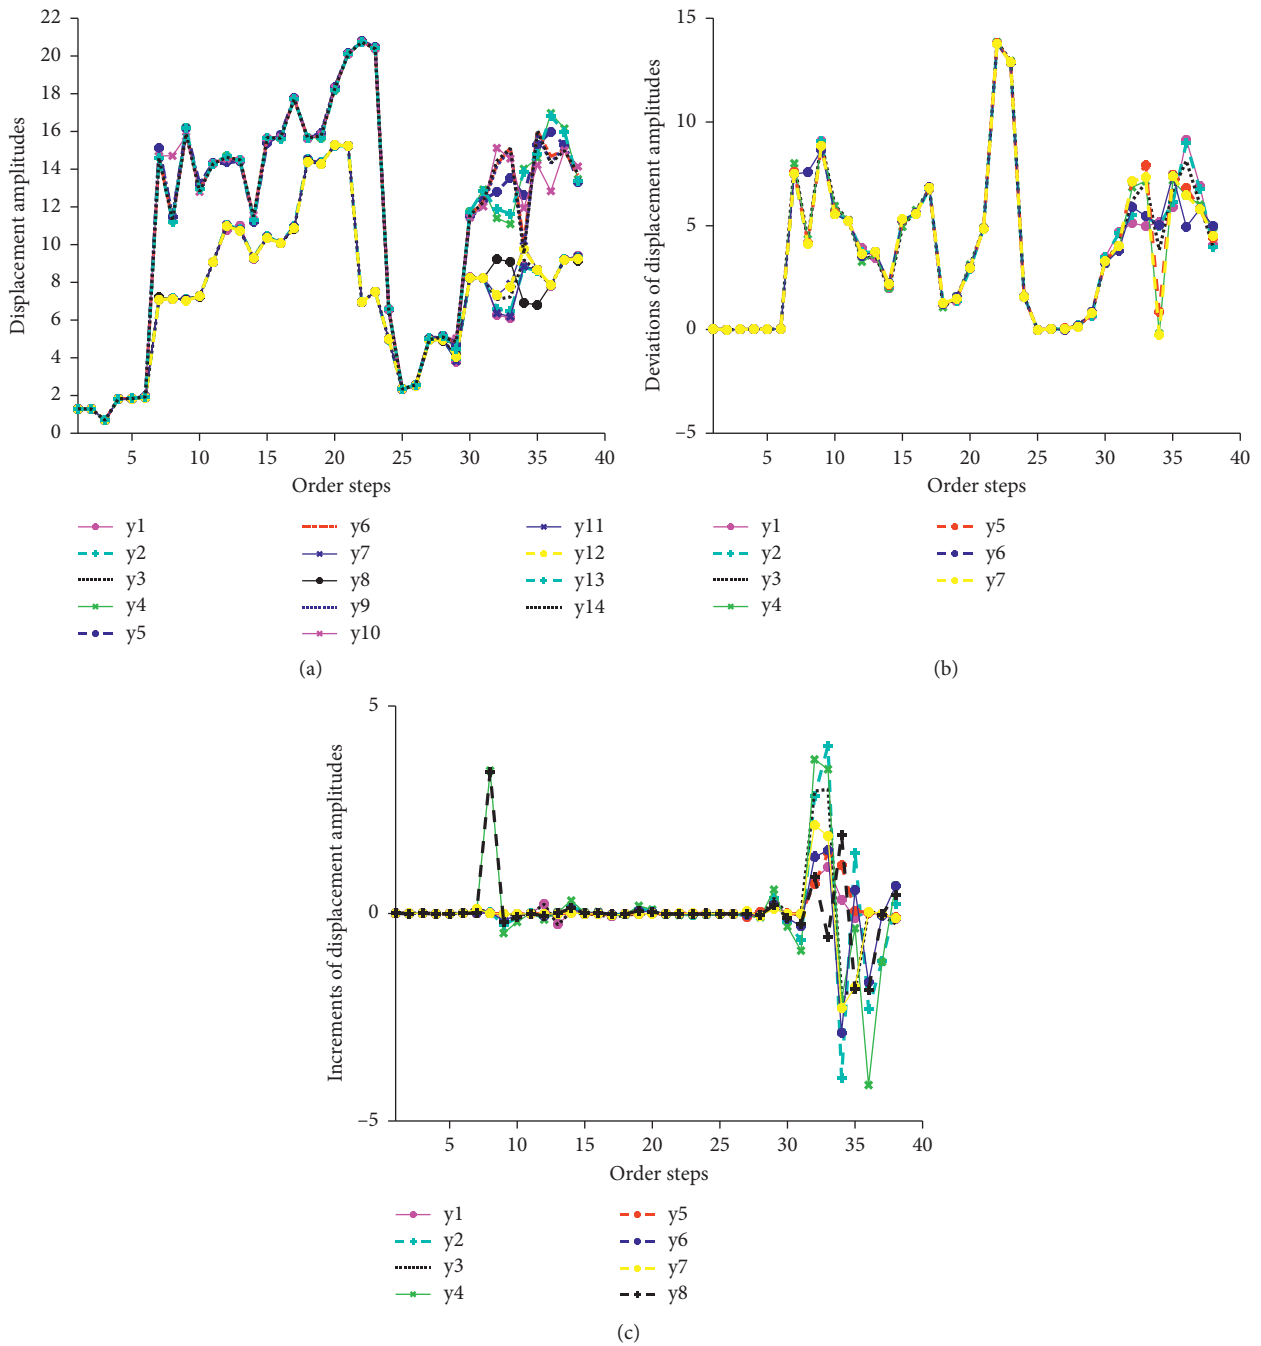 Displacement amplitudes
22
20
18
16
14
12
10
8
6
4
2
0
5 10 15 20 25 30 35 40
Order steps
y1 y6 y11
y2 y7 y12
y3 y8 y13
y4 y9 y14
y5 y10
(a)
Deviations of displacement amplitudes
15
10
5
0
−5
5 10 15 20 25 30 35 40
Order steps
y1 y5
y2 y6
y3 y7
y4
(b)
Increments of displacement amplitudes
5
0
−5
5 10 15 20 25 30 35 40
Order steps
y1 y5
y2 y6
y3 y7
y4 y8
(c)